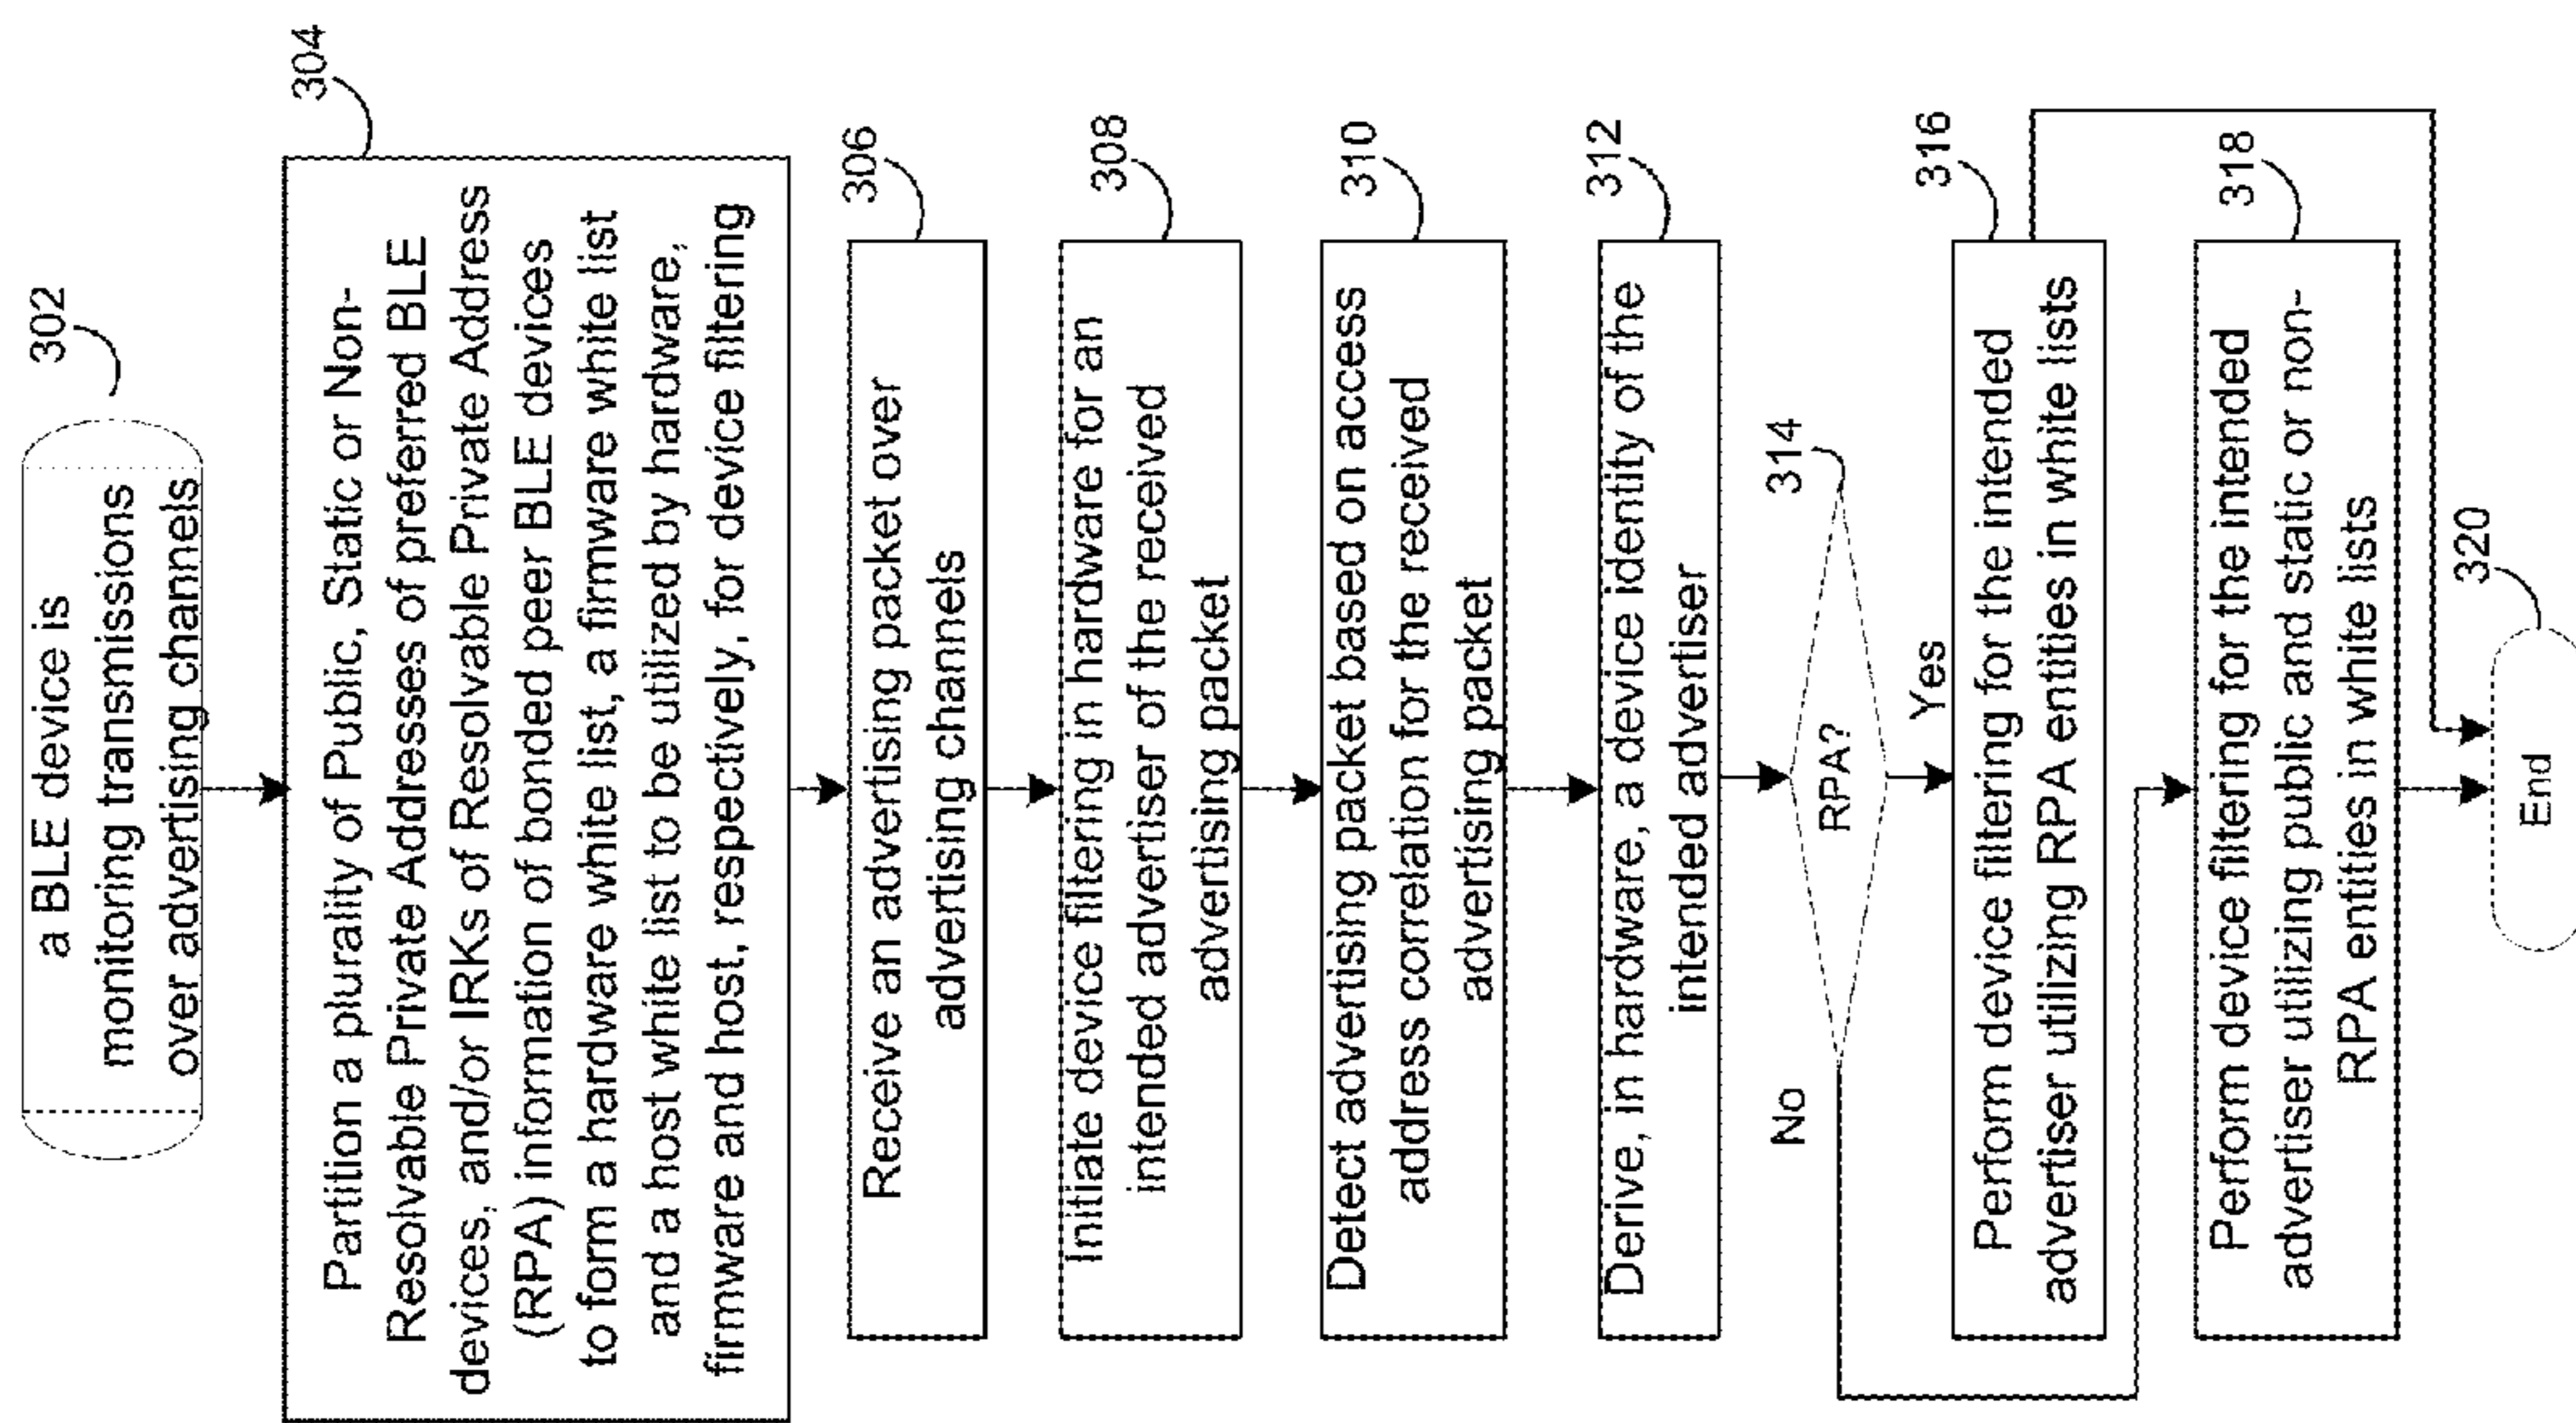 302
a BLE device is
monitoring transmissions
over advertising channels
304
Partition a plurality of Public, Static or Non-
Resolvable Private Addresses of preferred BLE
devices, and/or IRKs of Resolvable Private Address
(RPA) information of bonded peer BLE devices
to form a hardware white list, a firmware white list
and a host white list to be utilized by hardware,
firmware and host, respectively, for device filtering
306
Receive an advertising packet over
advertising channels
308
Initiate device filtering in hardware for an
intended advertiser of the received
advertising packet
310
Detect advertising packet based on access
address correlation for the received
advertising packet
312
Derive, in hardware, a device identity of the
intended advertiser
314
RPA?
No
Yes
316
Perform device filtering for the intended
advertiser utilizing RPA entities in white lists
318
Perform device filtering for the intended
advertiser utilizing public and static or non-
RPA entities in white lists
320
End